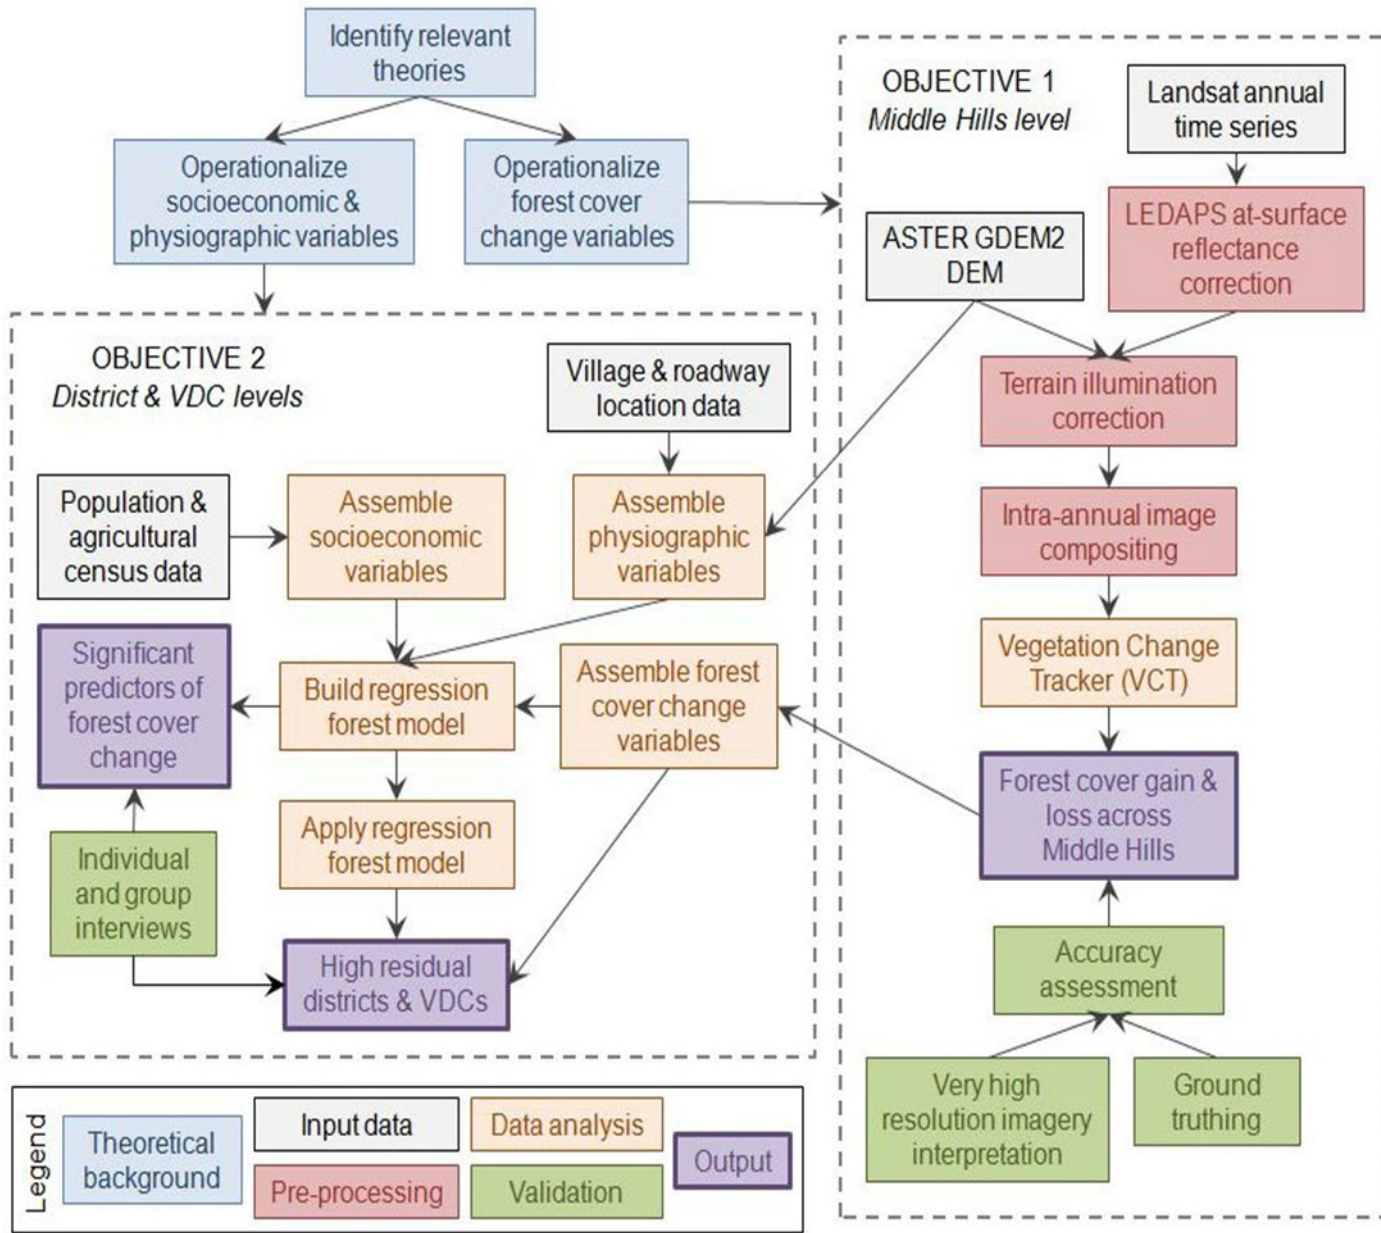 Identify relevant
theories
Operationalize
socioeconomic &
physiographic variables
Operationalize
forest cover
change variables
OBJECTIVE 1
Middle Hills level
Landsat annual
time series
LEDAPS at-surface
reflectance
correction
ASTER GDEM2
DEM
Terrain illumination
correction
Intra-annual image
compositing
Vegetation Change
Tracker (VCT)
Forest cover gain &
loss across
Middle Hills
Accuracy
assessment
Very high
resolution imagery
interpretation
Ground
truthing
OBJECTIVE 2
District & VDC levels
Village & roadway
location data
Population &
agricultural
census data
Assemble
socioeconomic
variables
Assemble
physiographic
variables
Significant
predictors of
forest cover
change
Build regression
forest model
Assemble forest
cover change
variables
Apply regression
forest model
Individual
and group
interviews
High residual
districts & VDCs
Legend
Theoretical
background
Input data
Data analysis
Pre-processing
Validation
Output